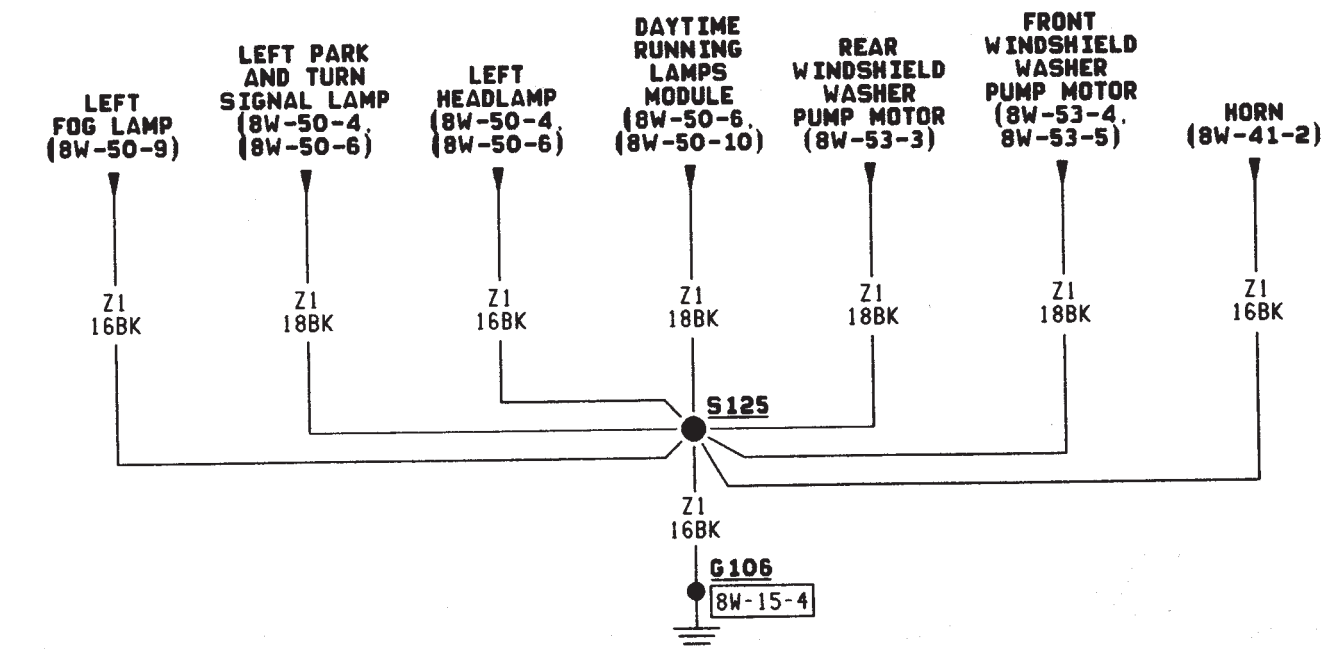 LEFT
FOG LAMP
(8W-50-9)
LEFT PARK
AND TURN
SIGNAL LAMP
(8W-50-4,
(8W-50-6)
LEFT
HEADLAMP
(8W-50-4,
(8W-50-6)
DAYTIME
RUNNING
LAMPS
MODULE
(8W-50-6,
(8W-50-10)
REAR
WINDSHIELD
WASHER
PUMP MOTOR
(8W-53-3)
FRONT
WINDSHIELD
WASHER
PUMP MOTOR
(8W-53-4,
8W-53-5)
HORN
(8W-41-2)
Z1
16BK
Z1
18BK
Z1
16BK
Z1
18BK
Z1
18BK
Z1
18BK
Z1
16BK
S125
Z1
16BK
G106
8W-15-4